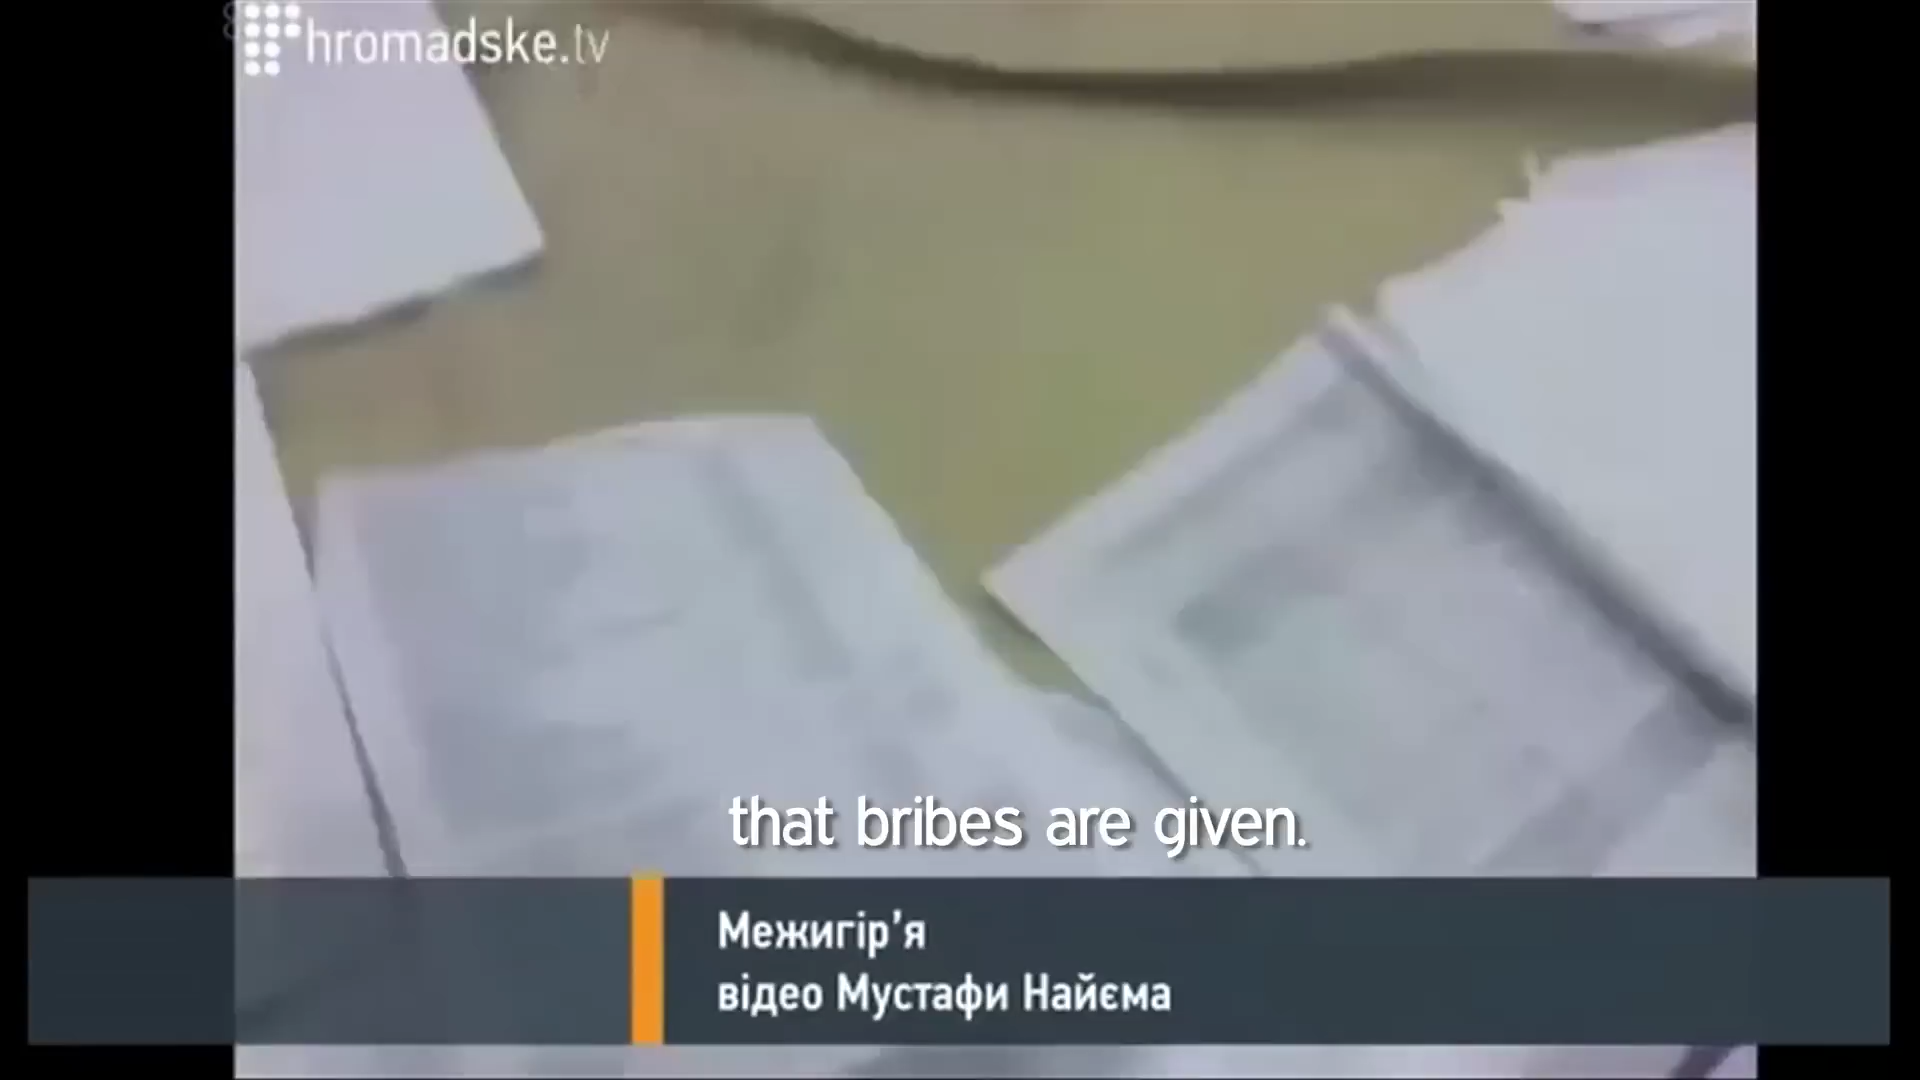 hromadske.tv
that bribes are given.
Межигір’я
відео Мустафи Найєма